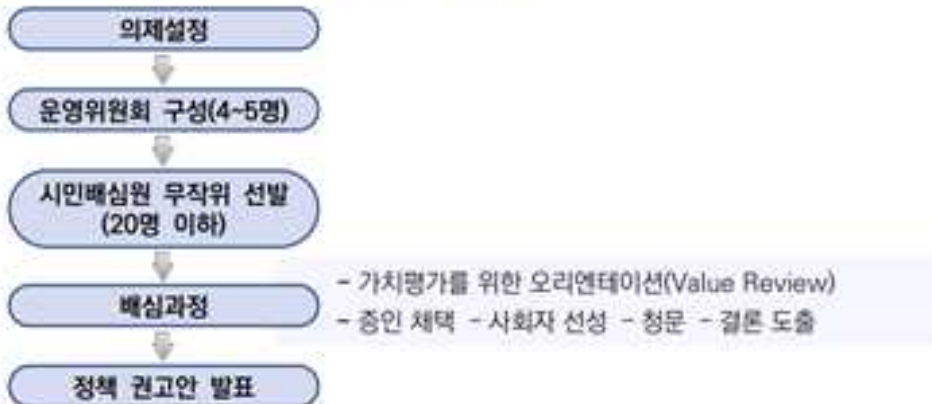 의제설정
운영위원회 구성(4~5명)
시민배심원 무작위 선발
(20명 이하)
배심과정
- 가치평가를 위한 오리엔테이션(Value Review)
- 증인 채택 - 사회자 선성 - 청문 - 결론 도출
정책 권고안 발표